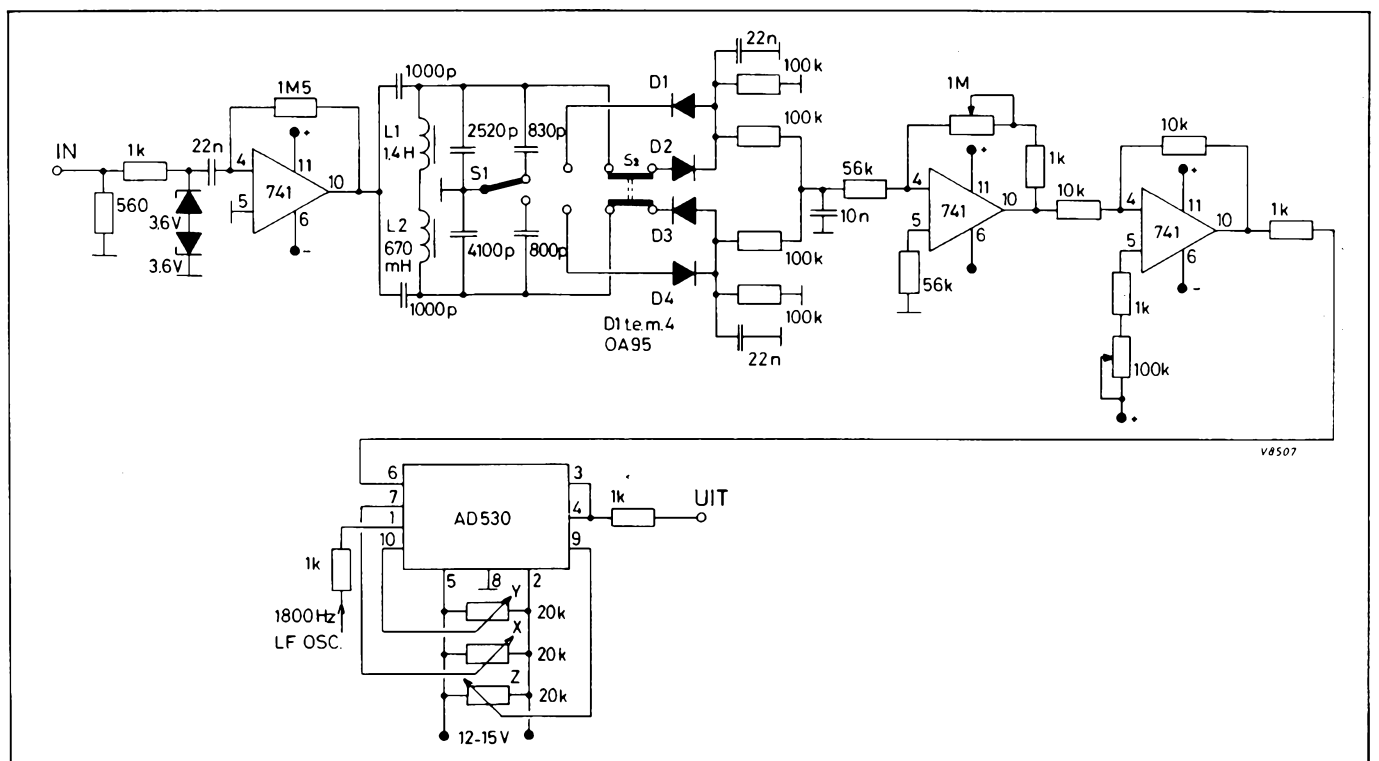 IN
560
1k
3.6V
3.6V
22n
1M5
4
5
741
11
+
10
6
-
1000p
1000p
L1
1.4H
L2
670
mH
2520p
4100p
S1
830p
800p
S2
D1
D2
D3
D4
D1 t.e.m. 4
OA95
22n
100k
100k
100k
100k
22n
10n
56k
56k
4
5
741
11
+
10
6
-
1M
1k
10k
10k
4
5
741
11
+
10
6
-
1k
1k
100k
+
V8507
6
7
1
10
AD530
3
4
9
5
8
2
1k
UIT
1k
1800Hz
LF OSC.
Y
20k
X
20k
Z
20k
12-15V